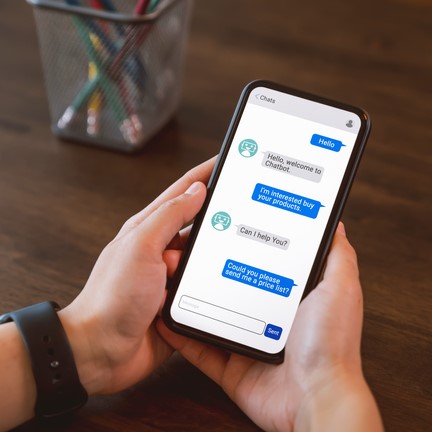 < Chats
Hello
Hello, welcome to
Chatbot.
I'm interested buy
your products.
Can I help You?
Could you please
send me a price list?
Sent